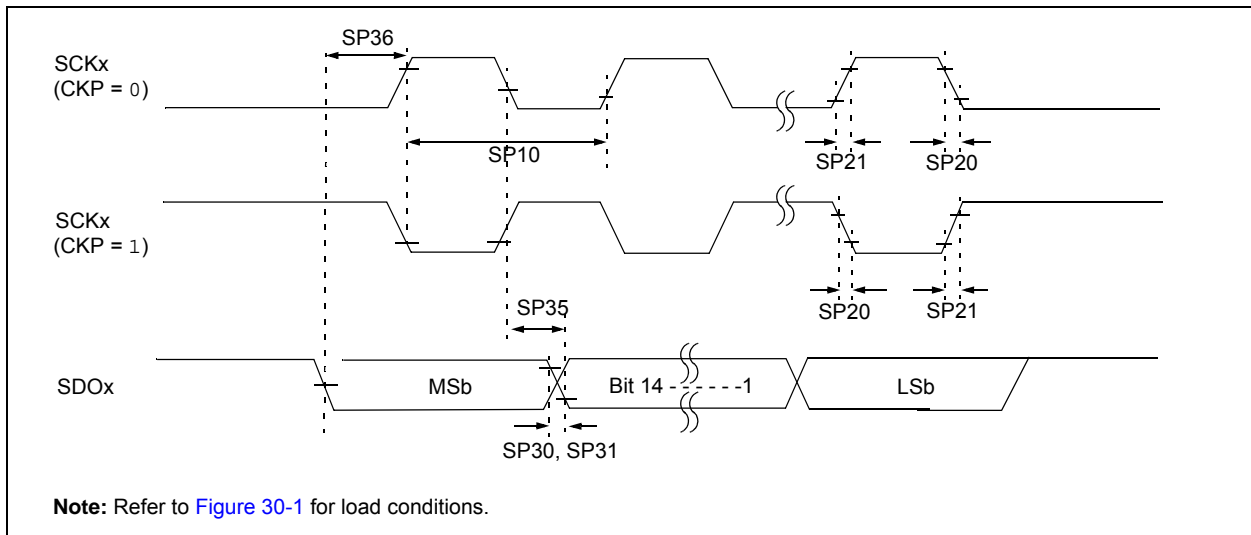 SP36
SCKx
(CKP = 0)
SP10
SP21
SP20
SCKx
(CKP = 1)
SP35
SP20
SP21
SDOx
MSb
Bit 14 - - - - - -1
LSb
SP30, SP31
Note: Refer to Figure 30-1 for load conditions.